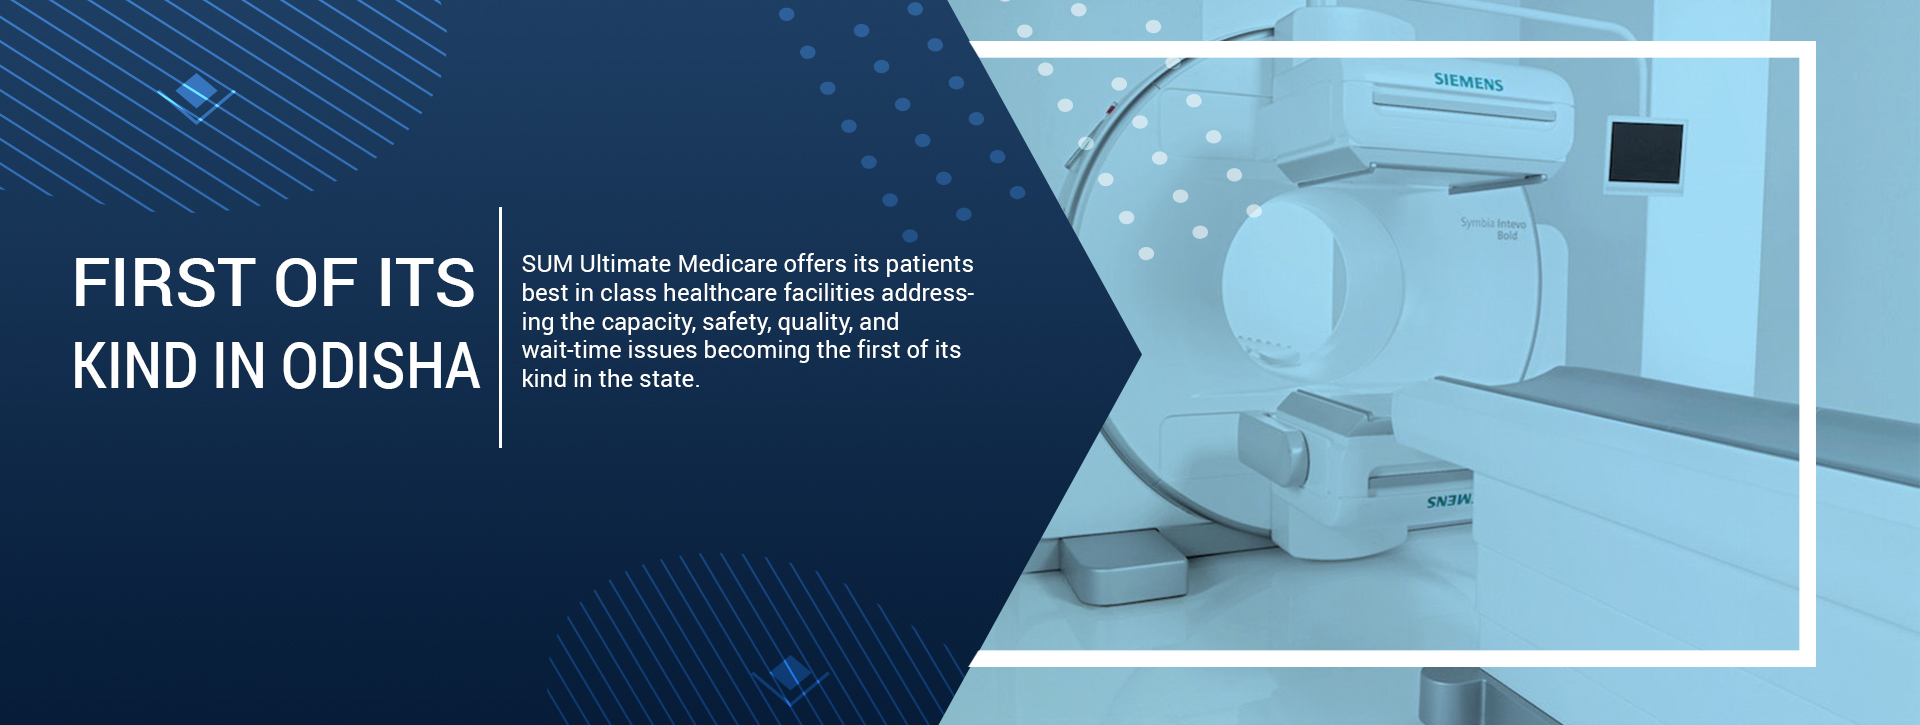 FIRST OF ITS
KIND IN ODISHA
SUM Ultimate Medicare offers its patients
best in class healthcare facilities address-
ing the capacity, safety, quality, and
wait-time issues becoming the first of its
kind in the state.
SIEMENS
Symbia Intevo
Bold